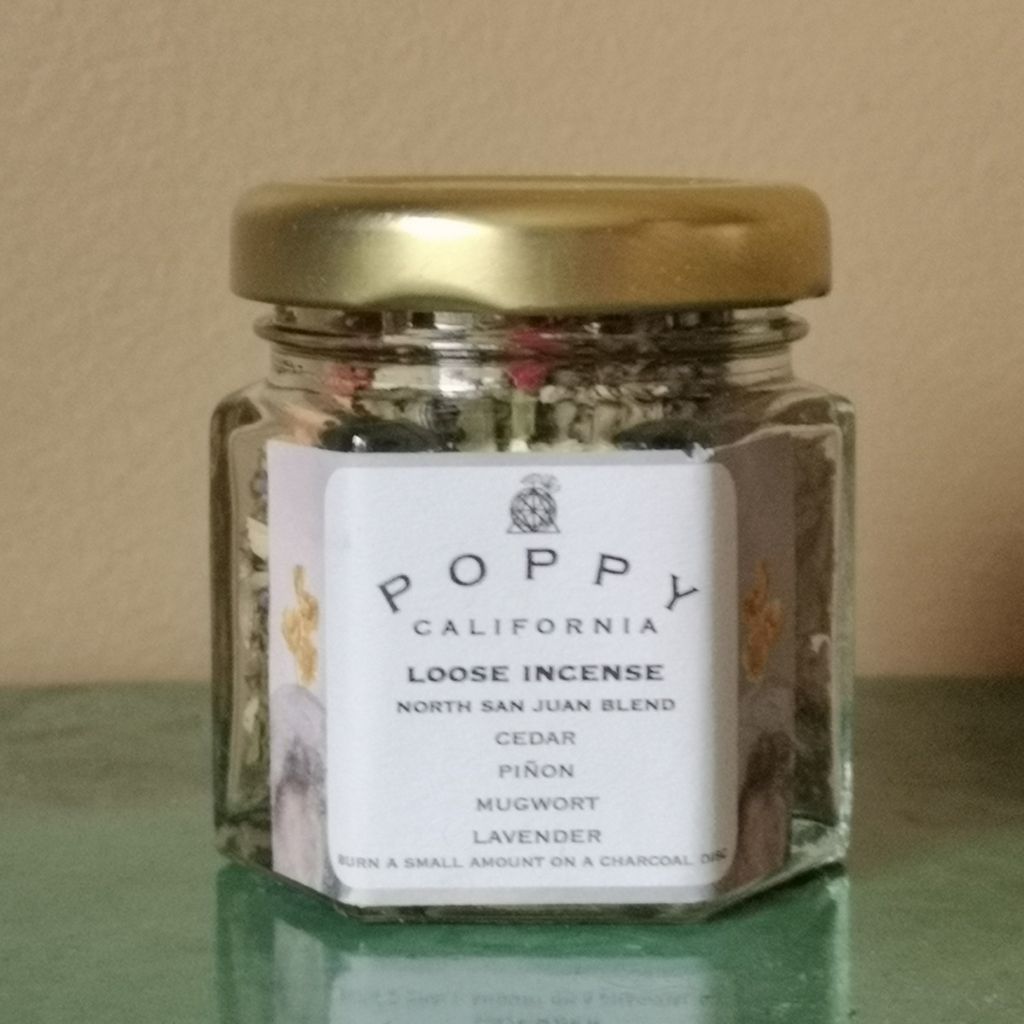 POPPY
CALIFORNIA
LOOSE INCENSE
NORTH SAN JUAN BLEND
CEDAR
PIÑON
MUGWORT
LAVENDER
BURN A SMALL AMOUNT ON A CHARCOAL DISC